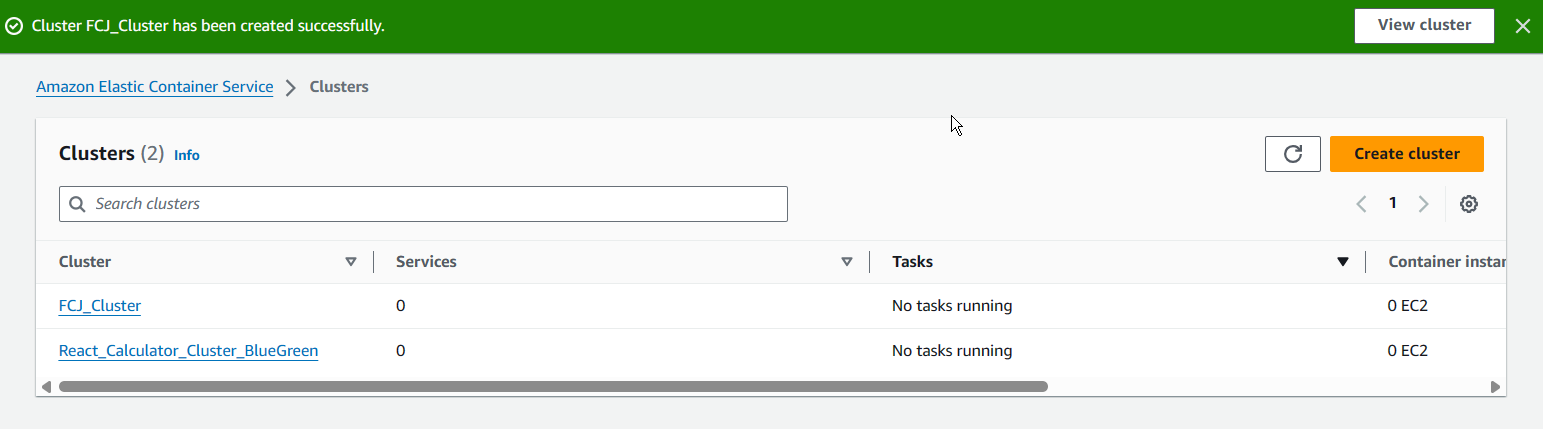 Cluster FCJ_Cluster has been created successfully.
View cluster
Amazon Elastic Container Service
Clusters
Clusters (2) Info
Create cluster
Search clusters
1
Cluster Services Tasks Container instan
FCJ_Cluster 0 No tasks running 0 EC2
React_Calculator_Cluster_BlueGreen 0 No tasks running 0 EC2